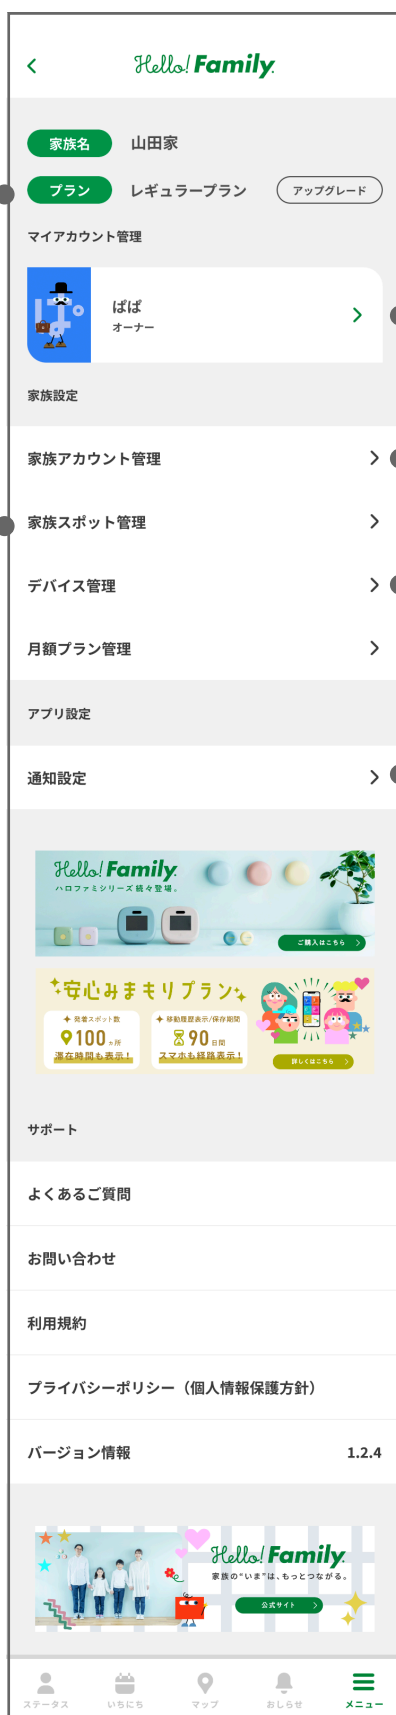 Hello! Family.
家族名 山田家
プラン レギュラープラン アップグレード
マイアカウント管理
ぱ。
ぱぱ
オーナー
家族設定
家族アカウント管理
家族スポット管理
デバイス管理
月額プラン管理
アプリ設定
通知設定
Hello! Family.
ハロファミシリーズ続々登場。
ご購入はこちら
安心みまもりプラン
発着スポット数
100ヵ所
滞在時間も表示！
移動履歴表示/保存期間
90日間
スマホも経路表示！
詳しくはこちら
サポート
よくあるご質問
お問い合わせ
利用規約
プライバシーポリシー（個人情報保護方針）
バージョン情報 1.2.4
Hello! Family.
家族の“いま”は、もっとつながる。
公式サイト
ステータス いちにち マップ おしらせ メニュー